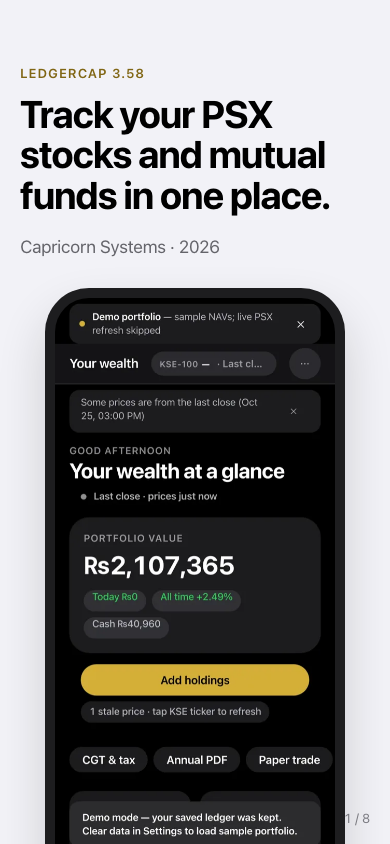 LEDGERCAP 3.58
Track your PSX
stocks and mutual
funds in one place.
Capricorn Systems · 2026
Demo portfolio — sample NAVs; live PSX
refresh skipped
×
Your wealth
KSE-100 — · Last cl...
···
Some prices are from the last close (Oct
25, 03:00 PM)
×
GOOD AFTERNOON
Your wealth at a glance
Last close · prices just now
PORTFOLIO VALUE
₨2,107,365
Today ₨0
All time +2.49%
Cash ₨40,960
Add holdings
1 stale price · tap KSE ticker to refresh
CGT & tax
Annual PDF
Paper trade
Demo mode — your saved ledger was kept.
Clear data in Settings to load sample portfolio.
1 / 8